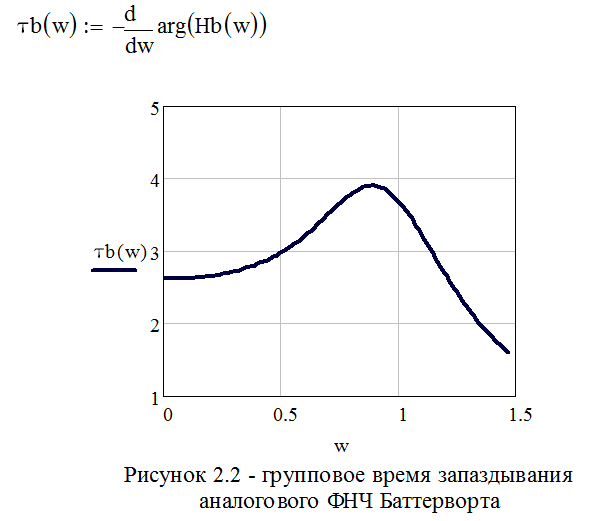 τb(w) := -d/dw arg(Hb(w))
5
4
τb(w) 3
2
1
0 0.5 1 1.5
w
Рисунок 2.2 - групповое время запаздывания
аналогового ФНЧ Баттерворта